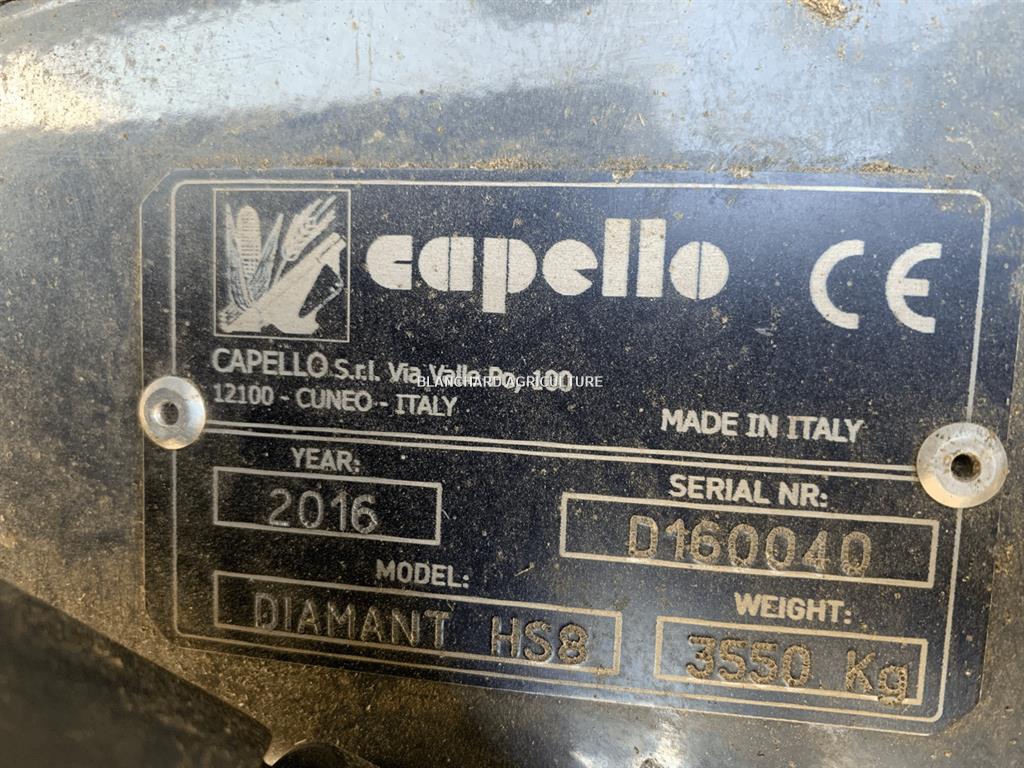 capello CE
CAPELLO S.r.l. Via Valle Po, 100
BLANCHARD AGRICULTURE
12100 - CUNEO - ITALY
MADE IN ITALY
YEAR:
2016
SERIAL NR:
D160040
MODEL:
DIAMANT HS8
WEIGHT:
3550 Kg